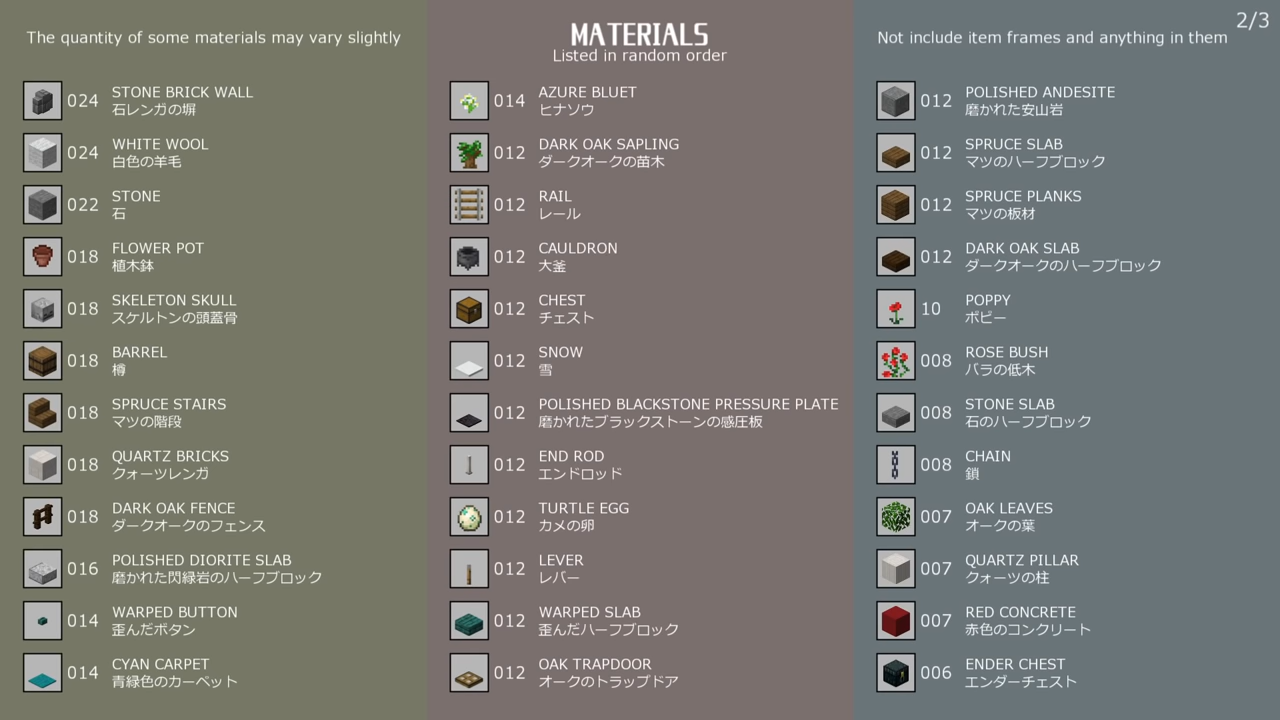 2/3
The quantity of some materials may vary slightly
MATERIALS
Listed in random order
Not include item frames and anything in them
024 STONE BRICK WALL
石レンガの塀
024 WHITE WOOL
白色の羊毛
022 STONE
石
018 FLOWER POT
植木鉢
018 SKELETON SKULL
スケルトンの頭蓋骨
018 BARREL
樽
018 SPRUCE STAIRS
マツの階段
018 QUARTZ BRICKS
クォーツレンガ
018 DARK OAK FENCE
ダークオークのフェンス
016 POLISHED DIORITE SLAB
磨かれた閃緑岩のハーフブロック
014 WARPED BUTTON
歪んだボタン
014 CYAN CARPET
青緑色のカーペット
014 AZURE BLUET
ヒナソウ
012 DARK OAK SAPLING
ダークオークの苗木
012 RAIL
レール
012 CAULDRON
大釜
012 CHEST
チェスト
012 SNOW
雪
012 POLISHED BLACKSTONE PRESSURE PLATE
磨かれたブラックストーンの感圧板
012 END ROD
エンドロッド
012 TURTLE EGG
カメの卵
012 LEVER
レバー
012 WARPED SLAB
歪んだハーフブロック
012 OAK TRAPDOOR
オークのトラップドア
012 POLISHED ANDESITE
磨かれた安山岩
012 SPRUCE SLAB
マツのハーフブロック
012 SPRUCE PLANKS
マツの板材
012 DARK OAK SLAB
ダークオークのハーフブロック
10 POPPY
ポピー
008 ROSE BUSH
バラの低木
008 STONE SLAB
石のハーフブロック
008 CHAIN
鎖
007 OAK LEAVES
オークの葉
007 QUARTZ PILLAR
クォーツの柱
007 RED CONCRETE
赤色のコンクリート
006 ENDER CHEST
エンダーチェスト